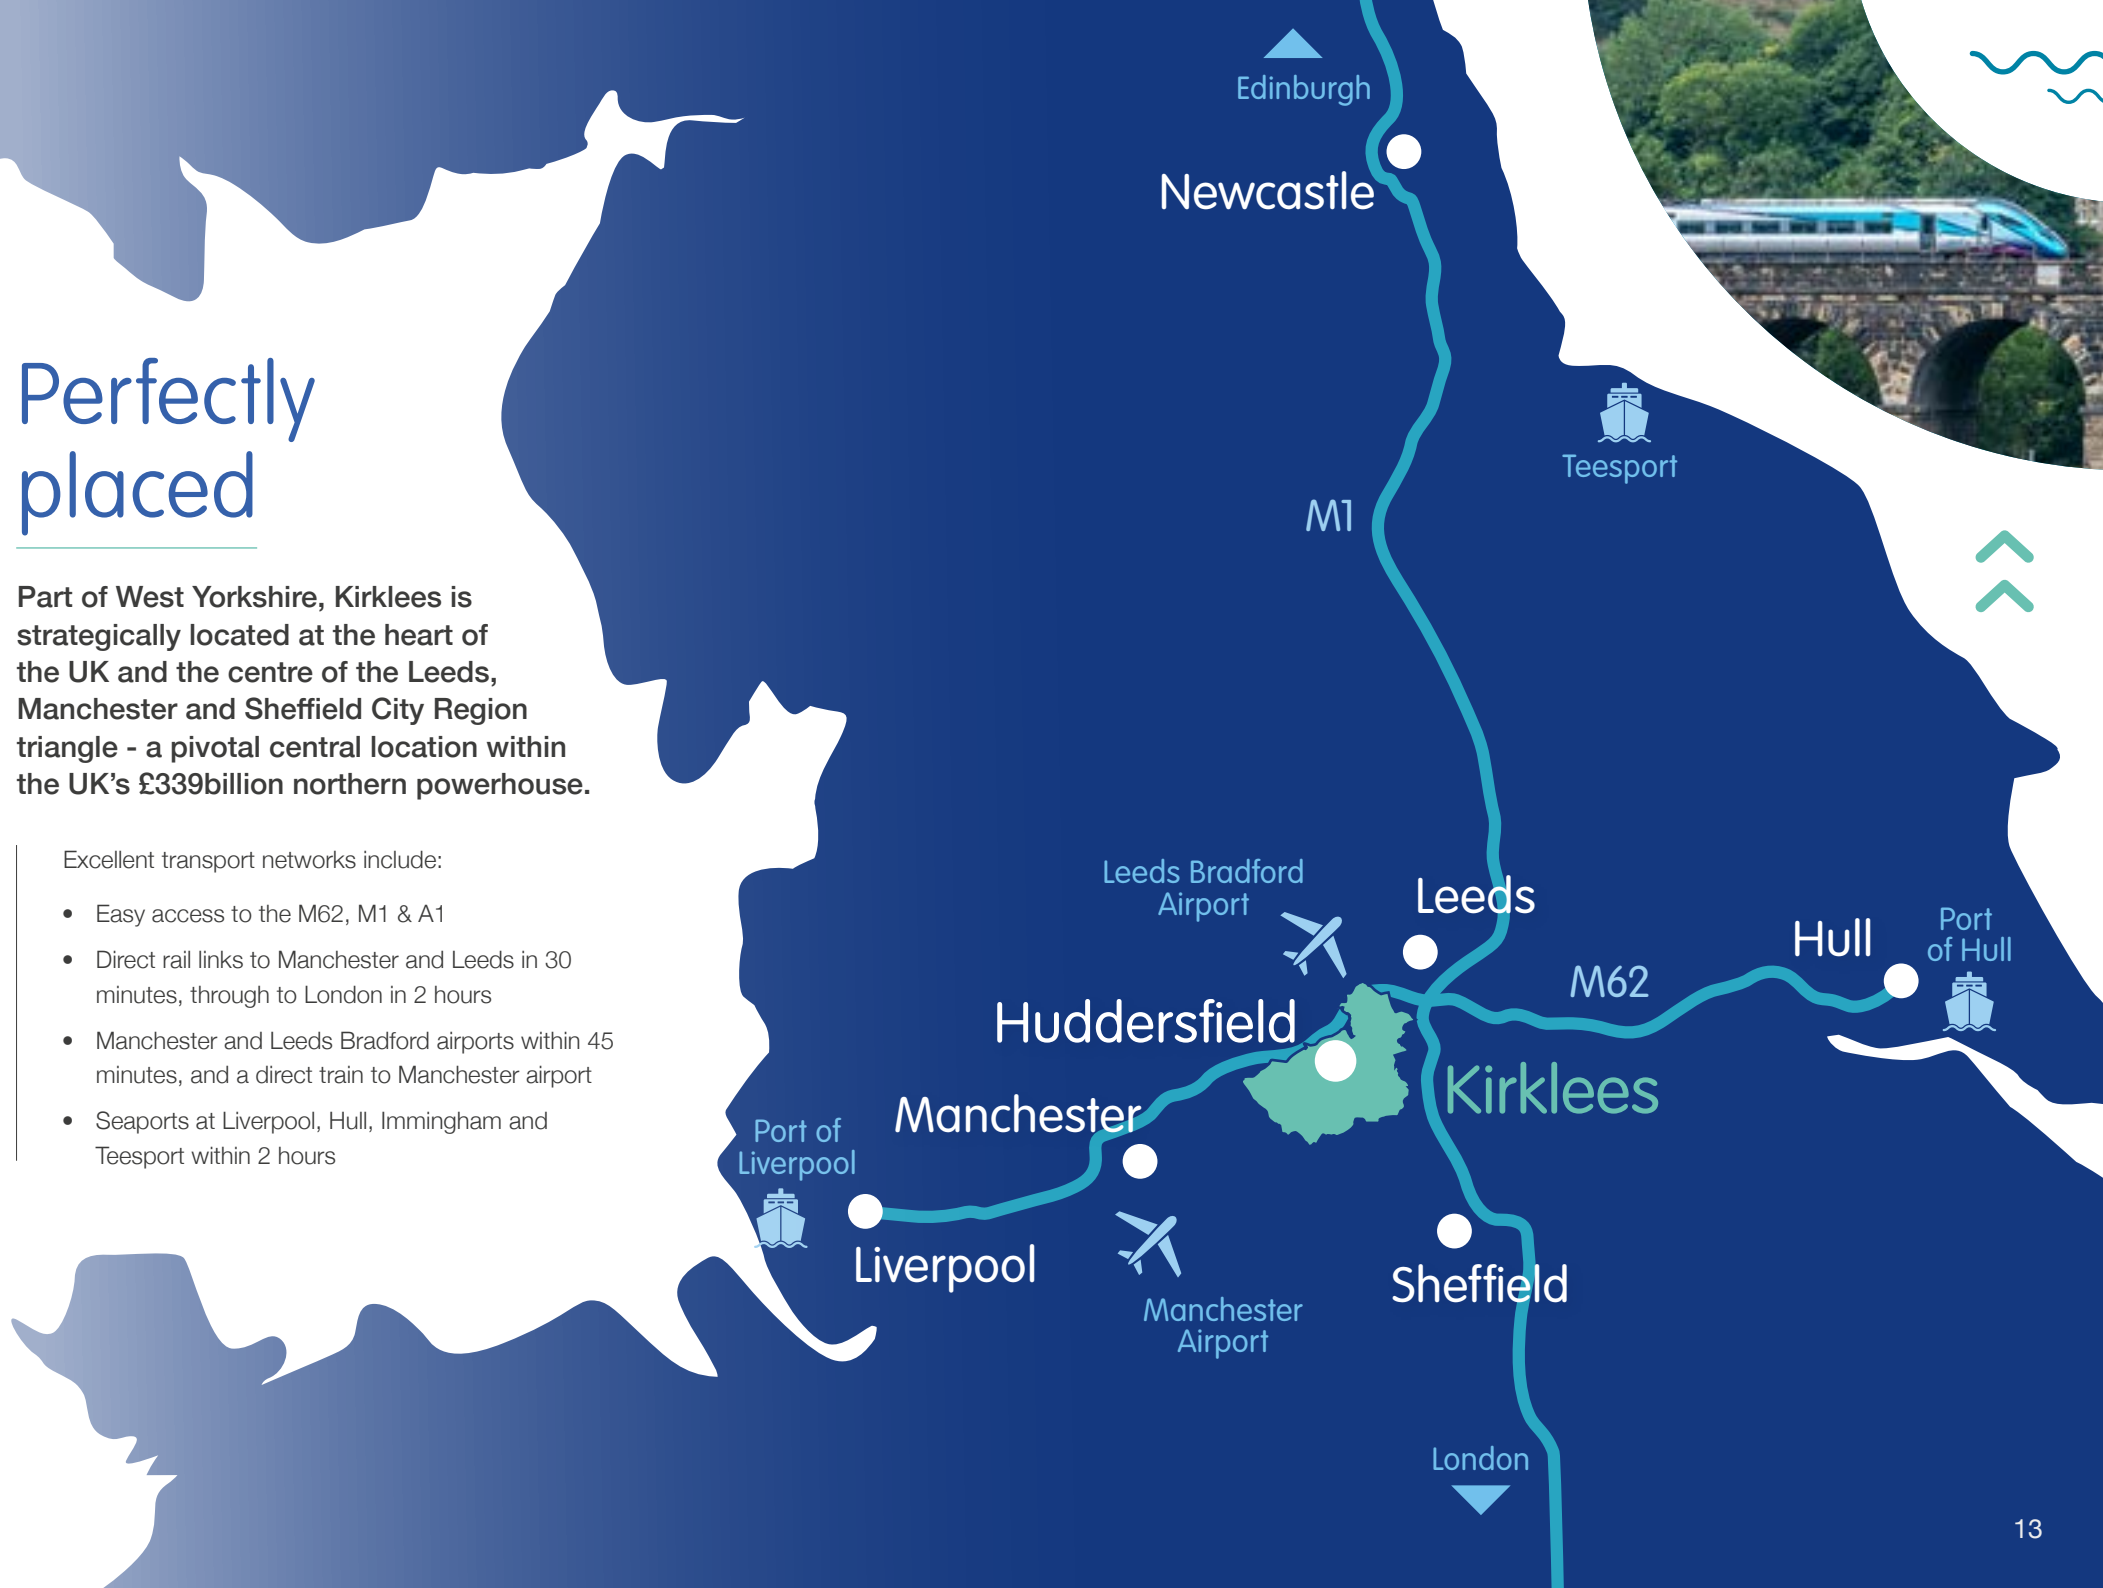 Perfectly
placed
Part of West Yorkshire, Kirklees is
strategically located at the heart of
the UK and the centre of the Leeds,
Manchester and Sheffield City Region
triangle - a pivotal central location within
the UK’s £339billion northern powerhouse.
Excellent transport networks include:
• Easy access to the M62, M1 & A1
• Direct rail links to Manchester and Leeds in 30
minutes, through to London in 2 hours
• Manchester and Leeds Bradford airports within 45
minutes, and a direct train to Manchester airport
• Seaports at Liverpool, Hull, Immingham and
Teesport within 2 hours
Edinburgh
Newcastle
Teesport
M1
Leeds Bradford
Airport
Leeds
Hull
Port
of Hull
M62
Huddersfield
Kirklees
Manchester
Port of
Liverpool
Liverpool
Manchester
Airport
Sheffield
London
13